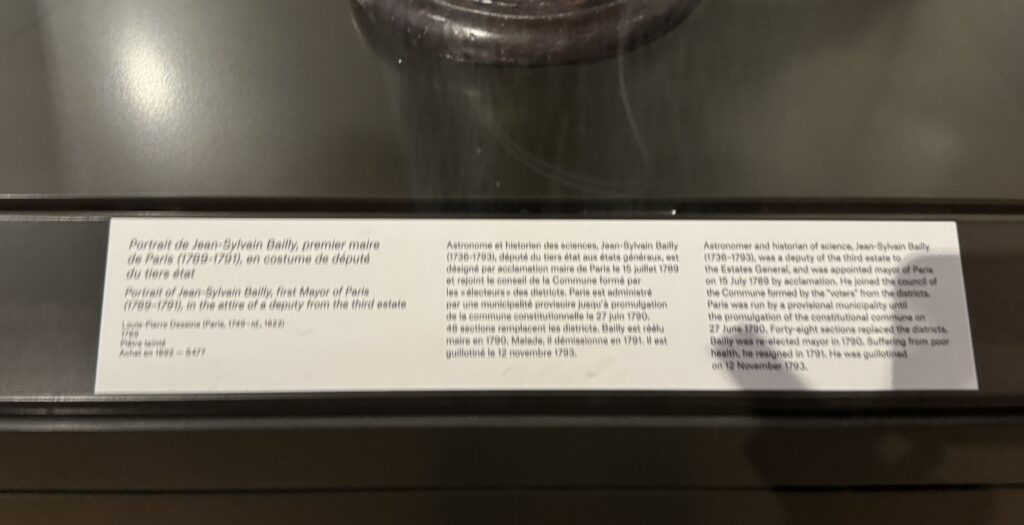 Portrait de Jean-Sylvain Bailly, premier maire
de Paris (1789-1791), en costume de député
du tiers état
Portrait of Jean-Sylvain Bailly, first Mayor of Paris
(1789-1791), in the attire of a deputy from the third estate
Louis-Pierre Deseine (Paris, 1749 - id., 1822)
1789
Plâtre teinté
Achat en 1892 —
Astronome et historien des sciences, Jean-Sylvain Bailly
(1736-1793), député du tiers état aux états généraux, est
désigné par acclamation maire de Paris le 15 juillet 1789
et rejoint le conseil de la Commune formé par
les « électeurs » des districts. Paris est administré
par une municipalité provisoire jusqu'à promulgation
de la commune constitutionnelle le 27 juin 1790.
48 sections remplacent les districts. Bailly est réélu
maire en 1790. Malade, il démissionne en 1791. Il est
guillotiné le 12 novembre 1793.
Astronomer and historian of science, Jean-Sylvain Bailly
(1736-1793), was a deputy of the third estate to
the Estates General, and was appointed mayor of Paris
on 15 July 1789 by acclamation. He joined the council of
the Commune formed by the "voters" from the districts.
Paris was run by a provisional municipality until
the promulgation of the constitutional commune on
27 June 1790. Forty-eight sections replaced the districts.
Bailly was re-elected mayor in 1790. Suffering from poor
health, he resigned in 1791. He was guillotined
on 12 November 1793.